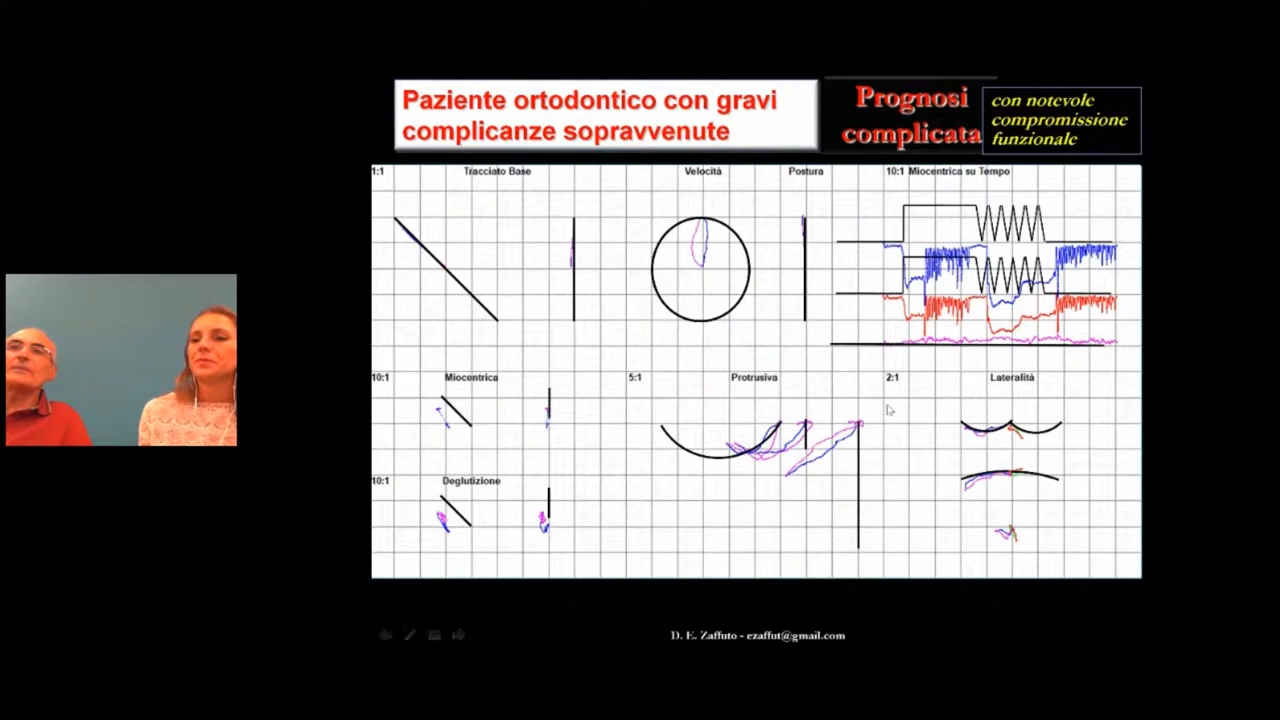 Paziente ortodontico con gravi
complicanze sopravvenute
Prognosi
complicata
con notevole
compromissione
funzionale
1:1 Tracciato Base
Velocità
Postura
10:1 Miocentrica su Tempo
10:1 Miocentrica
5:1 Protrusiva
2:1 Lateralità
10:1 Deglutizione
D. E. Zaffuto - ezaffut@gmail.com